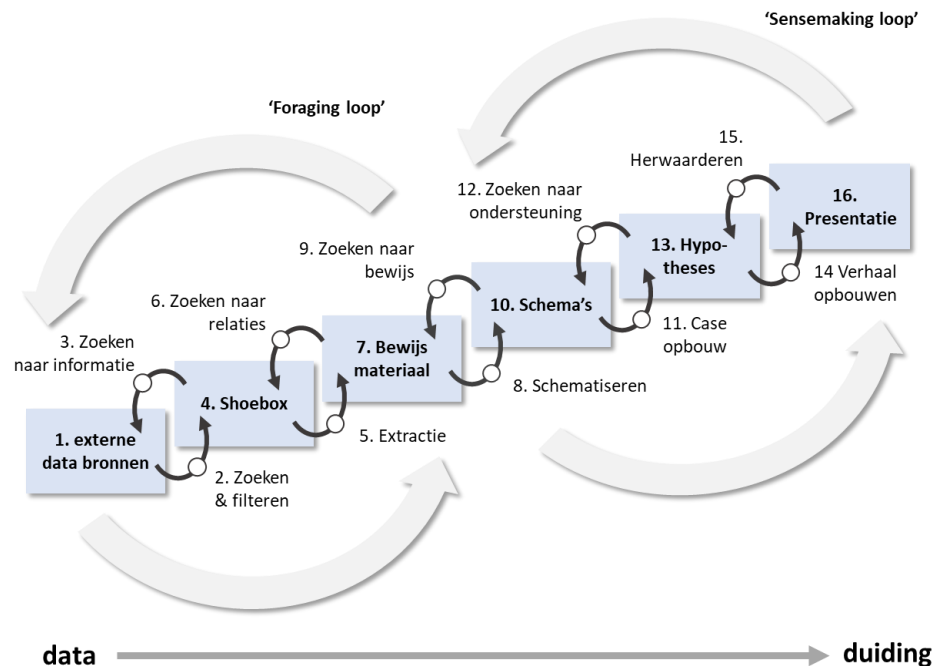 ‘Sensemaking loop’
‘Foraging loop’
15.
Herwaarderen
16.
Presentatie
12. Zoeken naar
ondersteuning
13. Hypo-
theses
14 Verhaal
opbouwen
9. Zoeken naar
bewijs
10. Schema’s
11. Case
opbouw
6. Zoeken naar
relaties
7. Bewijs
materiaal
8. Schematiseren
3. Zoeken
naar informatie
4. Shoebox
5. Extractie
1. externe
data bronnen
2. Zoeken
& filteren
data
duiding